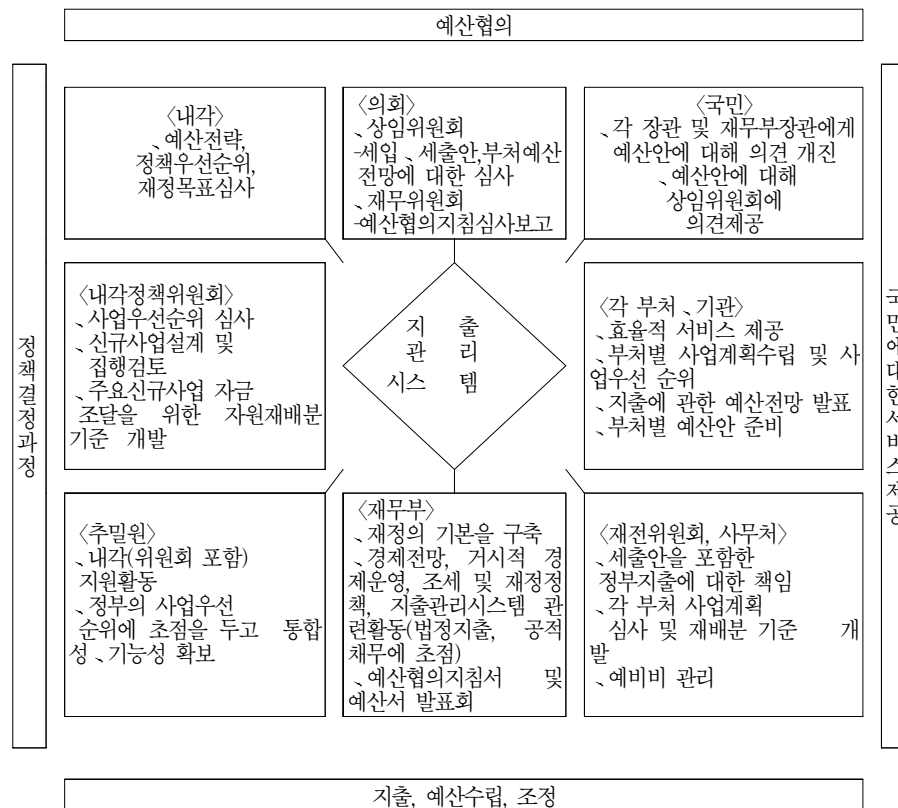 예산협의
정책결정과정
〈내각〉
、예산전략,
정책우선순위,
재정목표심사
〈의회〉
、상임위원회
-세입、세출안,부처예산
전망에 대한 심사
、재무위원회
-예산협의지침심사보고
〈국민〉
、각 장관 및 재무부장관에게
예산안에 대해 의견 개진
、예산안에 대해
상임위원회에
의견제공
〈내각정책위원회〉
、사업우선순위 심사
、신규사업설계 및
집행검토
、주요신규사업 자금
조달을 위한 자원재배분
기준 개발
지 출
관 리
시스 템
〈각 부처、기관〉
、효율적 서비스 제공
、부처별 사업계획수립 및 사
업우선 순위
、지출에 관한 예산전망 발표
、부처별 예산안 준비
〈추밀원〉
、내각(위원회 포함)
지원활동
、정부의 사업우선
순위에 초점을 두고 통합
성、기능성 확보
〈재무부〉
、재정의 기본을 구축
、경제전망, 거시적 경
제운영, 조세 및 재정정
책, 지출관리시스템 관
련활동(법정지출, 공적
채무에 초점)
、예산협의지침서 및
예산서 발표회
〈재전위원회, 사무처〉
、세출안을 포함한
정부지출에 대한 책임
、각 부처 사업계획
심사 및 재배분 기준 개
발
、예비비 관리
국민에대한서비스제공
지출, 예산수립, 조정